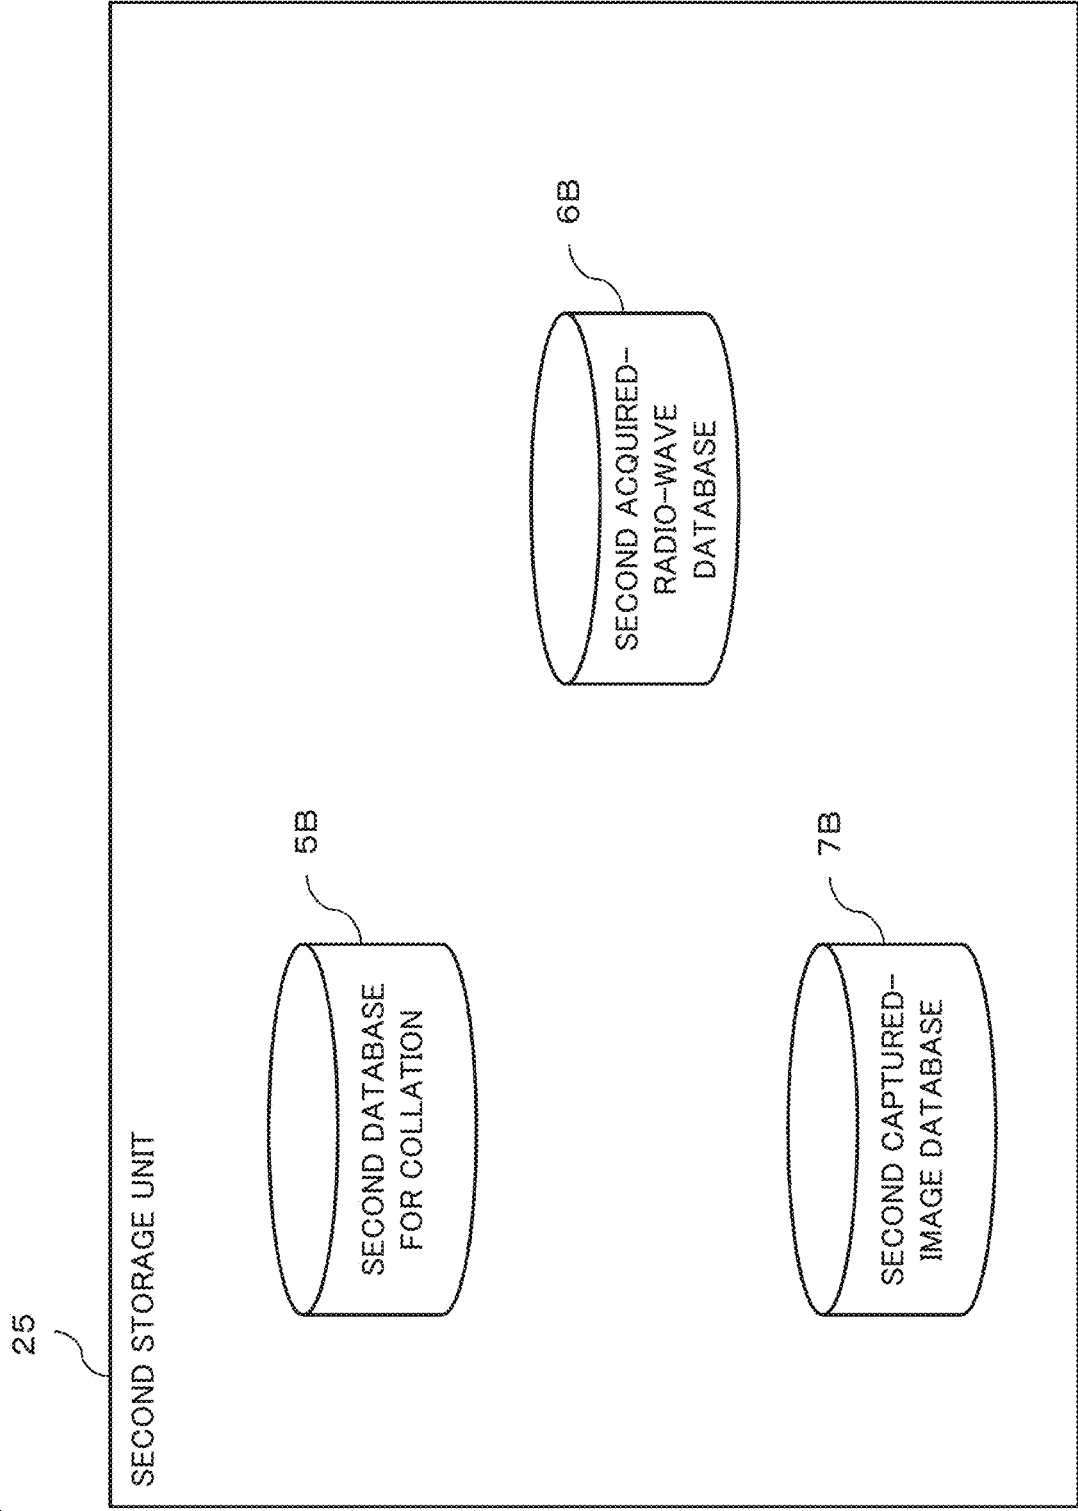 25
SECOND STORAGE UNIT
5B
SECOND DATABASE
FOR COLLATION
6B
SECOND ACQUIRED-
RADIO-WAVE
DATABASE
7B
SECOND CAPTURED-
IMAGE DATABASE